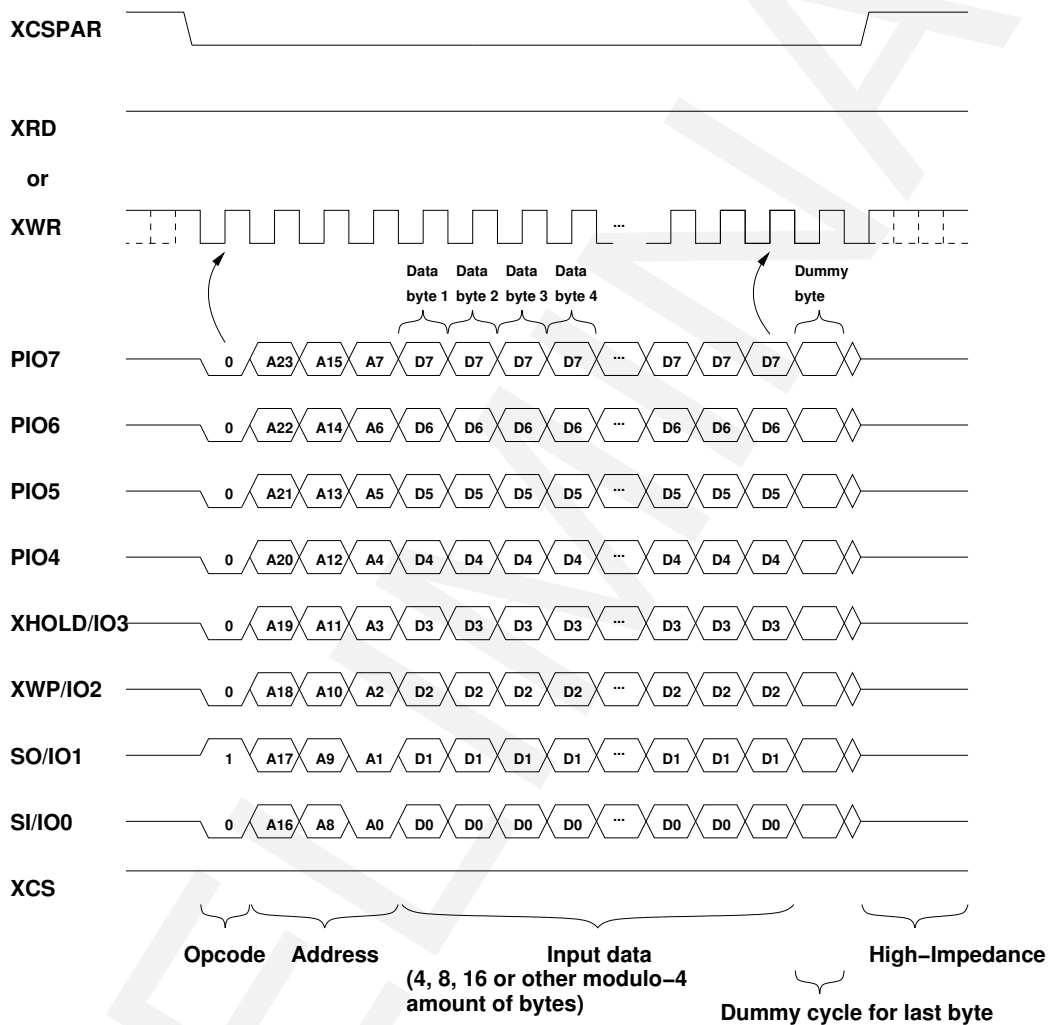 XCSPAR
XRD
or
XWR ...
Data Data Data Data Dummy
byte 1 byte 2 byte 3 byte 4 byte
PIO7 0 A23 A15 A7 D7 D7 D7 D7 ... D7 D7 D7
PIO6 0 A22 A14 A6 D6 D6 D6 D6 ... D6 D6 D6
PIO5 0 A21 A13 A5 D5 D5 D5 D5 ... D5 D5 D5
PIO4 0 A20 A12 A4 D4 D4 D4 D4 ... D4 D4 D4
XHOLD/IO3 0 A19 A11 A3 D3 D3 D3 D3 ... D3 D3 D3
XWP/IO2 0 A18 A10 A2 D2 D2 D2 D2 ... D2 D2 D2
SO/IO1 1 A17 A9 A1 D1 D1 D1 D1 ... D1 D1 D1
SI/IO0 0 A16 A8 A0 D0 D0 D0 D0 ... D0 D0 D0
XCS
Opcode Address Input data High−Impedance
(4, 8, 16 or other modulo−4
amount of bytes)
Dummy cycle for last byte
ELIMINA